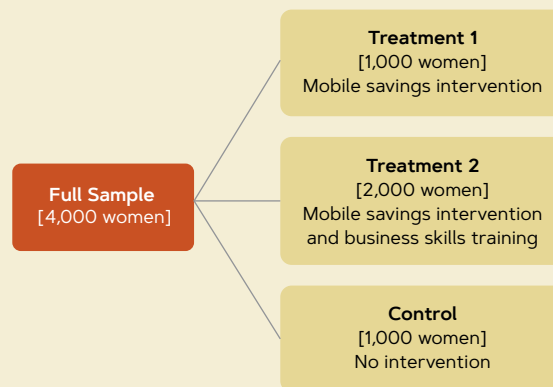 Full Sample
[4,000 women]
Treatment 1
[1,000 women]
Mobile savings intervention
Treatment 2
[2,000 women]
Mobile savings intervention
and business skills training
Control
[1,000 women]
No intervention